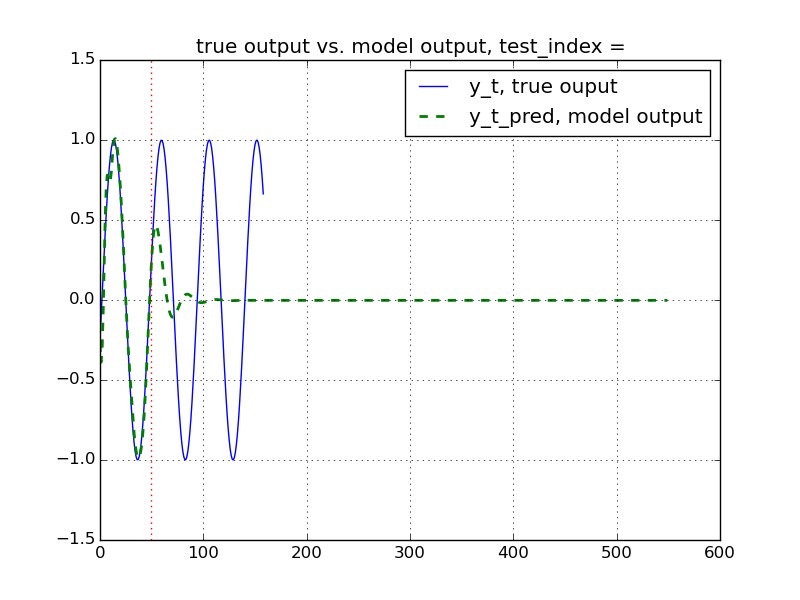 true output vs. model output, test_index =
y_t, true ouput
y_t_pred, model output
1.5
1.0
0.5
0.0
−0.5
−1.0
−1.5
0 100 200 300 400 500 600